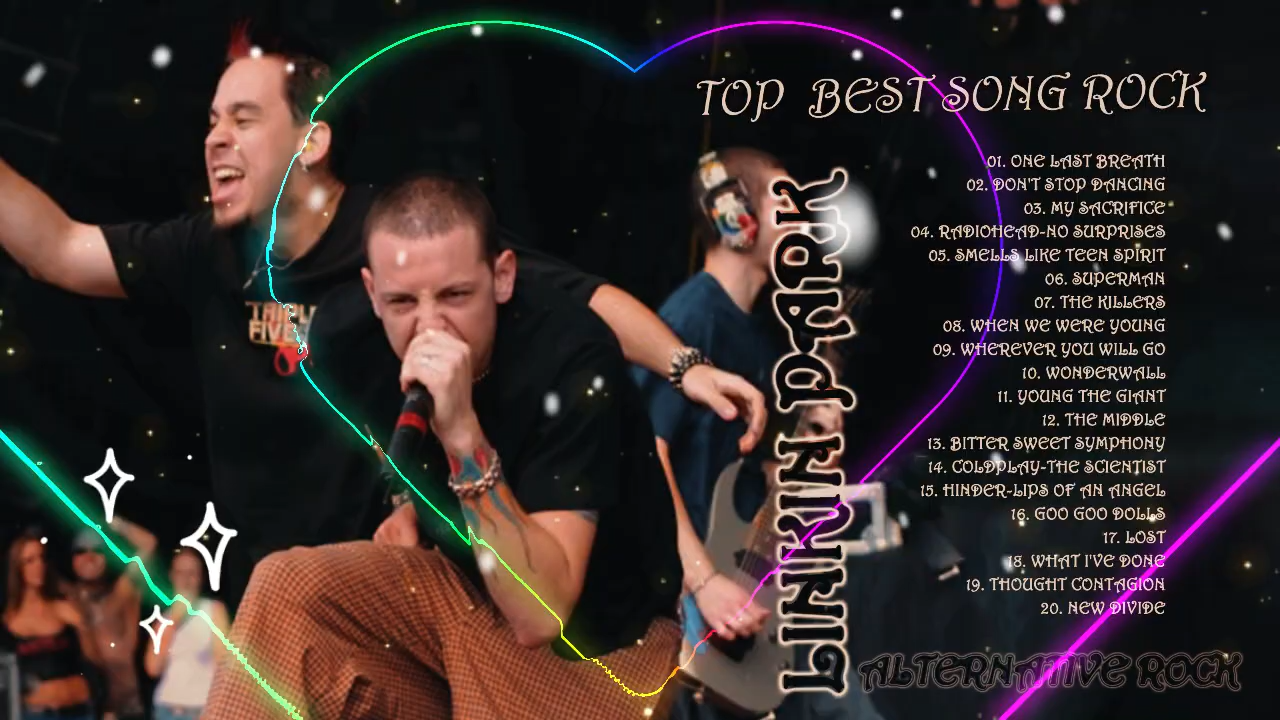 TOP BEST SONG ROCK
01. ONE LAST BREATH
02. DON'T STOP DANCING
03. MY SACRIFICE
04. RADIOHEAD-NO SURPRISES
05. SMELLS LIKE TEEN SPIRIT
06. SUPERMAN
07. THE KILLERS
08. WHEN WE WERE YOUNG
09. WHEREVER YOU WILL GO
10. WONDERWALL
11. YOUNG THE GIANT
12. THE MIDDLE
13. BITTER SWEET SYMPHONY
14. COLDPLAY-THE SCIENTIST
15. HINDER-LIPS OF AN ANGEL
16. GOO GOO DOLLS
17. LOST
18. WHAT I'VE DONE
19. THOUGHT CONTAGION
20. NEW DIVIDE
LINKIN PARK
ALTERNATIVE ROCK
TRIPLE
FIVE